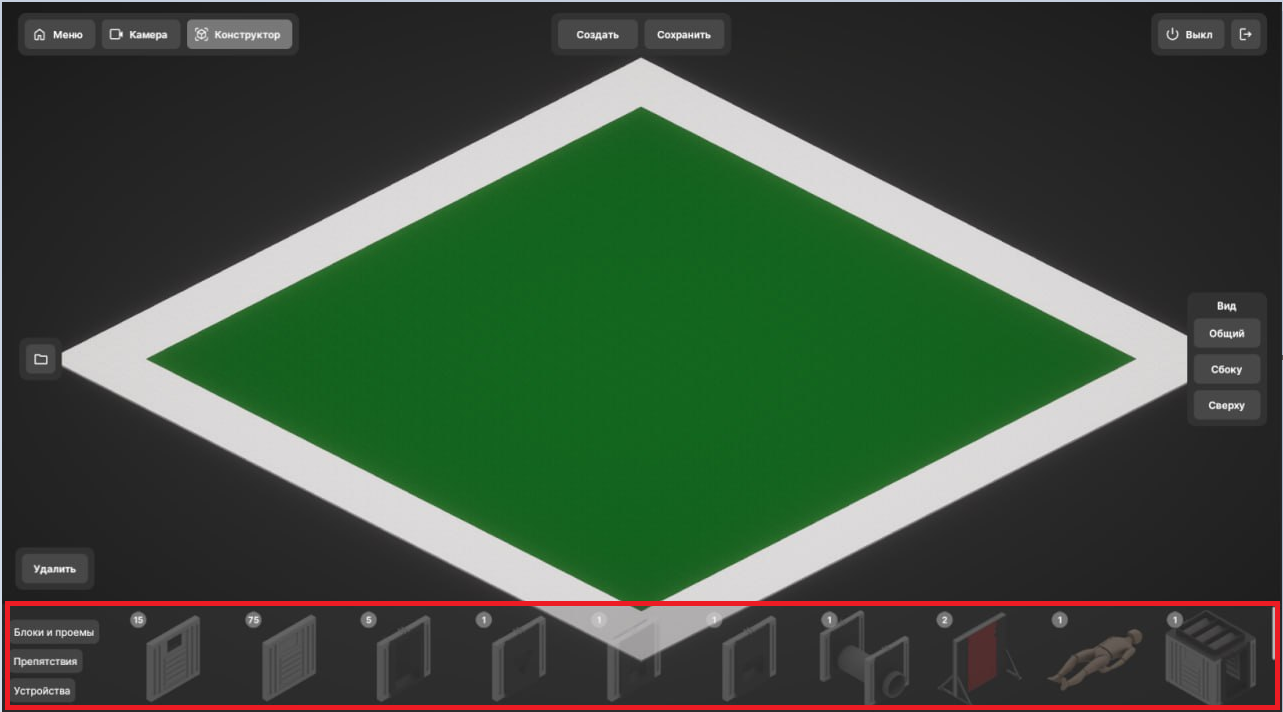 Меню
Камера
Конструктор
Создать
Сохранить
Выкл
Вид
Общий
Сбоку
Сверху
Удалить
Блоки и проемы
Препятствия
Устройства
15
75
5
1
1
1
1
2
1
1